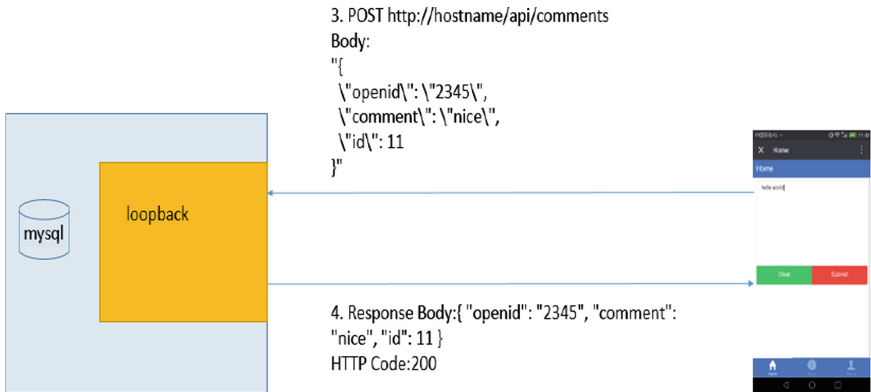 3. POST http://hostname/api/comments
Body:
"{
\"openid\": \"2345\",
\"comment\": \"nice\",
\"id\": 11
}"
loopback
mysql
X Home
Home
hello world
Clear Submit
Home
4. Response Body:{ "openid": "2345", "comment":
"nice", "id": 11 }
HTTP Code:200